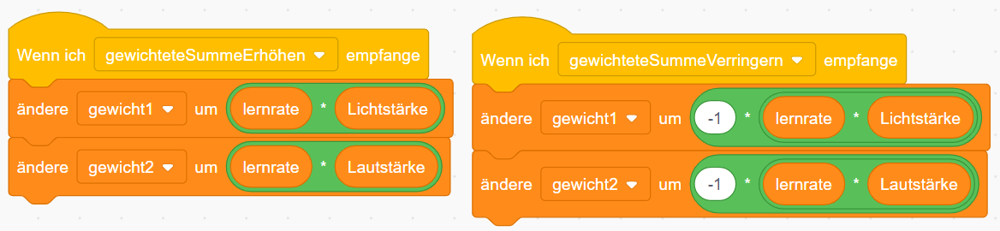 Wenn ich gewichteteSummeErhöhen empfange
ändere gewicht1 um lernrate * Lichtstärke
ändere gewicht2 um lernrate * Lautstärke
Wenn ich gewichteteSummeVerringern empfange
ändere gewicht1 um -1 * lernrate * Lichtstärke
ändere gewicht2 um -1 * lernrate * Lautstärke